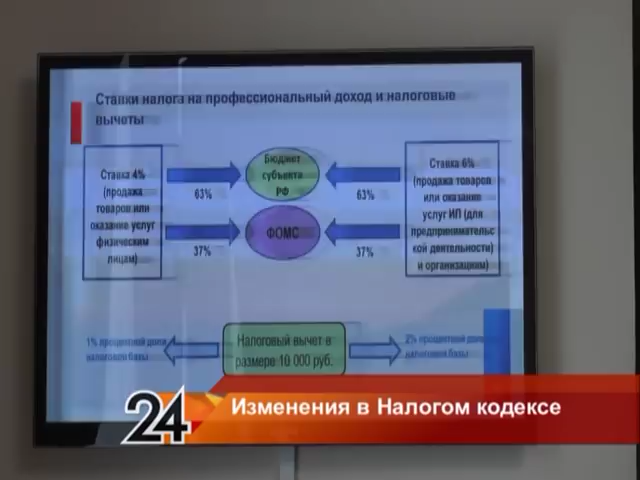 Ставки налога на профессиональный доход и налоговые
вычеты
Ставка 4%
(продажа
товаров или
оказание услуг
физическим
лицам)
63%
37%
Бюджет
субъекта
РФ
ФОМС
63%
37%
Ставка 6%
(продажа товаров
или оказание
услуг ИП (для
предпринимательс
кой деятельности)
и организациям)
1% процентной доли
налоговой базы
Налоговый вычет в
размере 10 000 руб.
2% процентной доли
налоговой базы
24
Изменения в Налогом кодексе